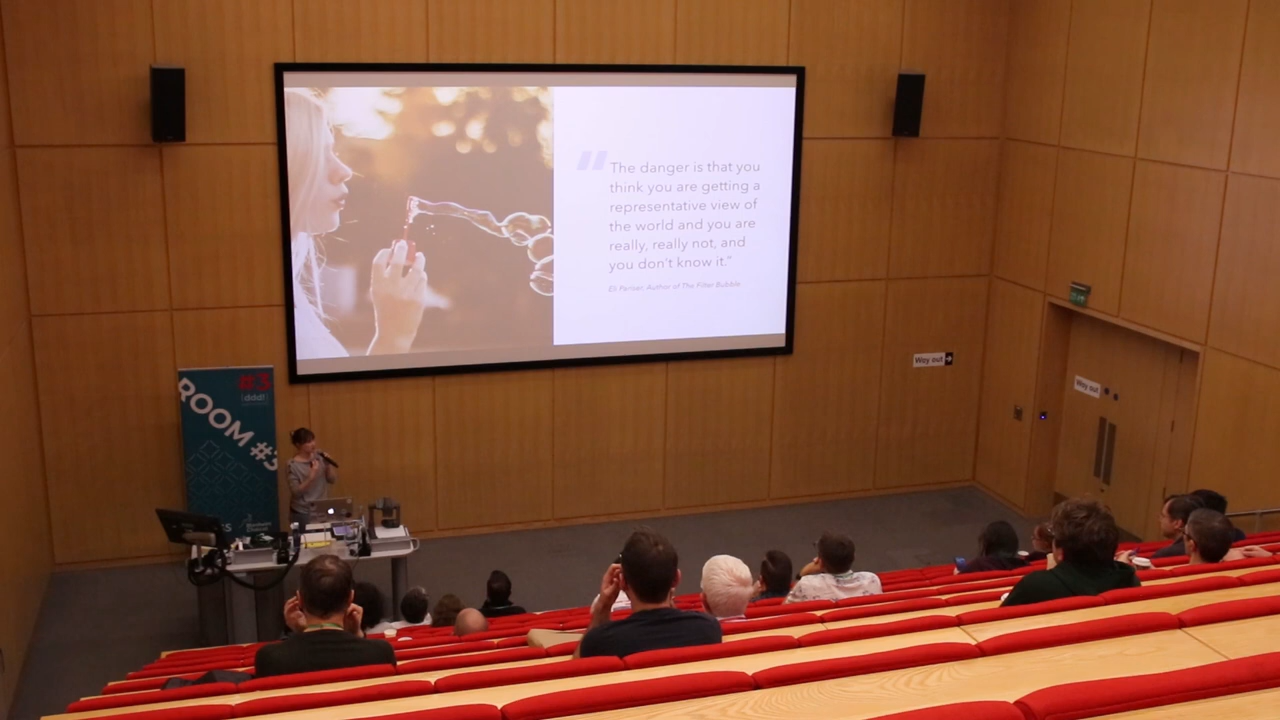 The danger is that you
think you are getting a
representative view of
the world and you are
really, really not, and
you don't know it."
Eli Pariser, Author of The Filter Bubble
Way out
Way out
#3
[ddd]
ROOM #3